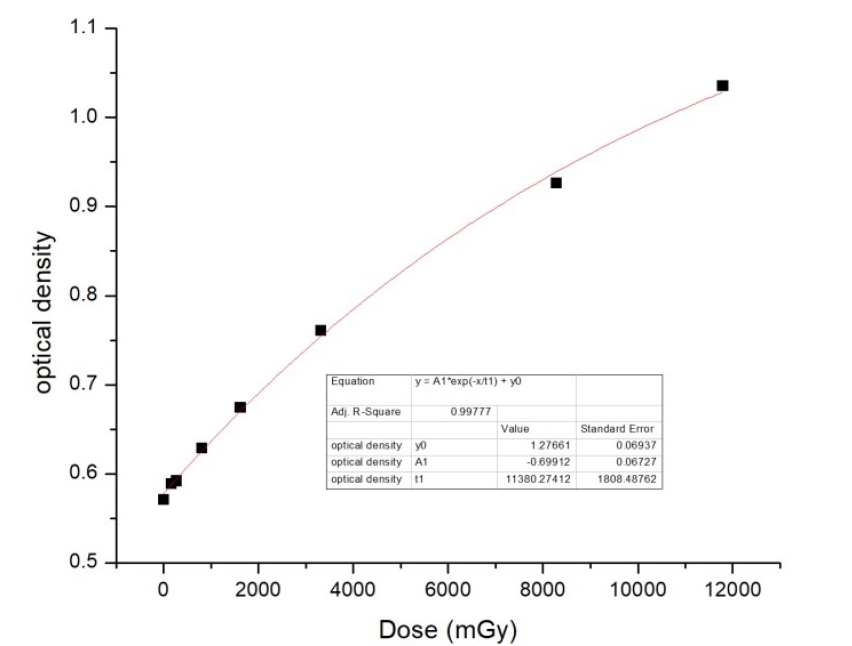 1.1
1.0
0.9
0.8
0.7
0.6
0.5
optical density
Equation y = A1*exp(-x/t1) + y0
Adj. R-Square 0.99777
Value Standard Error
optical density y0 1.27661 0.06937
optical density A1 -0.69912 0.06727
optical density t1 11380.27412 1808.48762
0 2000 4000 6000 8000 10000 12000
Dose (mGy)